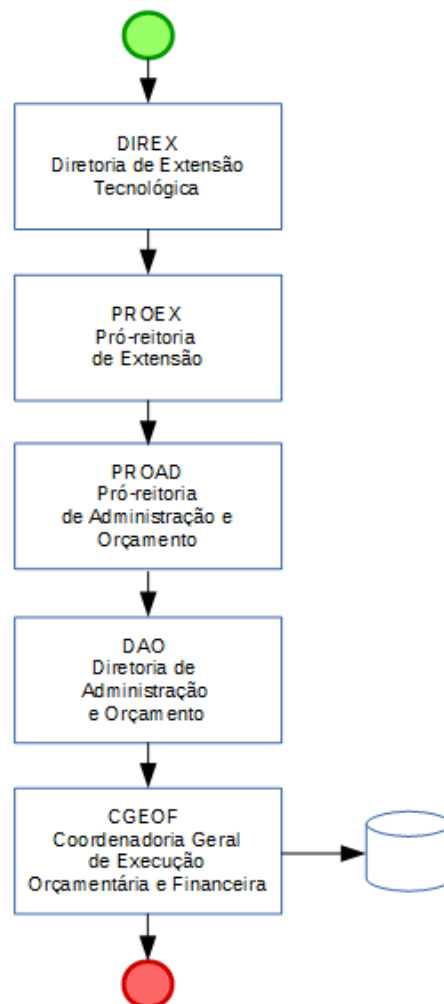 DIREX
Diretoria de Extensão
Tecnológica
PROEX
Pró-reitoria
de Extensão
PROAD
Pró-reitoria
de Administração e
Orçamento
DAO
Diretoria de
Administração
e Orçamento
CGEOF
Coordenadoria Geral
de Execução
Orçamentária e Financeira